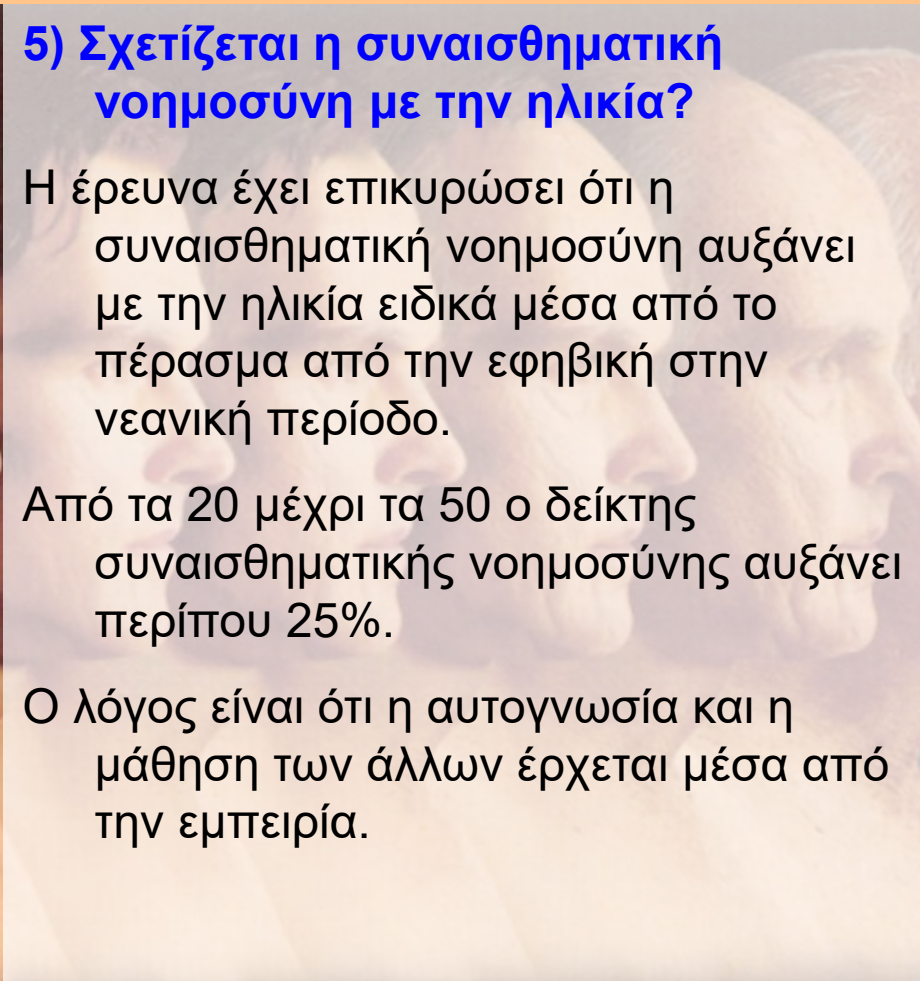 5) Σχετίζεται η συναισθηματική
νοημοσύνη με την ηλικία?
Η έρευνα έχει επικυρώσει ότι η
συναισθηματική νοημοσύνη αυξάνει
με την ηλικία ειδικά μέσα από το
πέρασμα από την εφηβική στην
νεανική περίοδο.
Από τα 20 μέχρι τα 50 ο δείκτης
συναισθηματικής νοημοσύνης αυξάνει
περίπου 25%.
Ο λόγος είναι ότι η αυτογνωσία και η
μάθηση των άλλων έρχεται μέσα από
την εμπειρία.